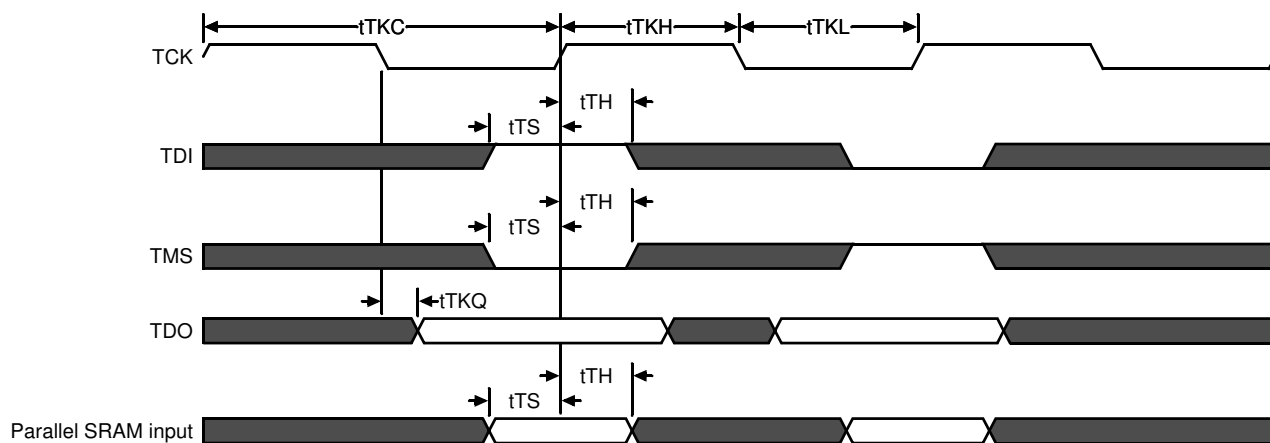 tTKC
tTKH
tTKL
TCK
tTH
tTS
TDI
tTH
tTS
TMS
tTKQ
TDO
tTH
tTS
Parallel SRAM input